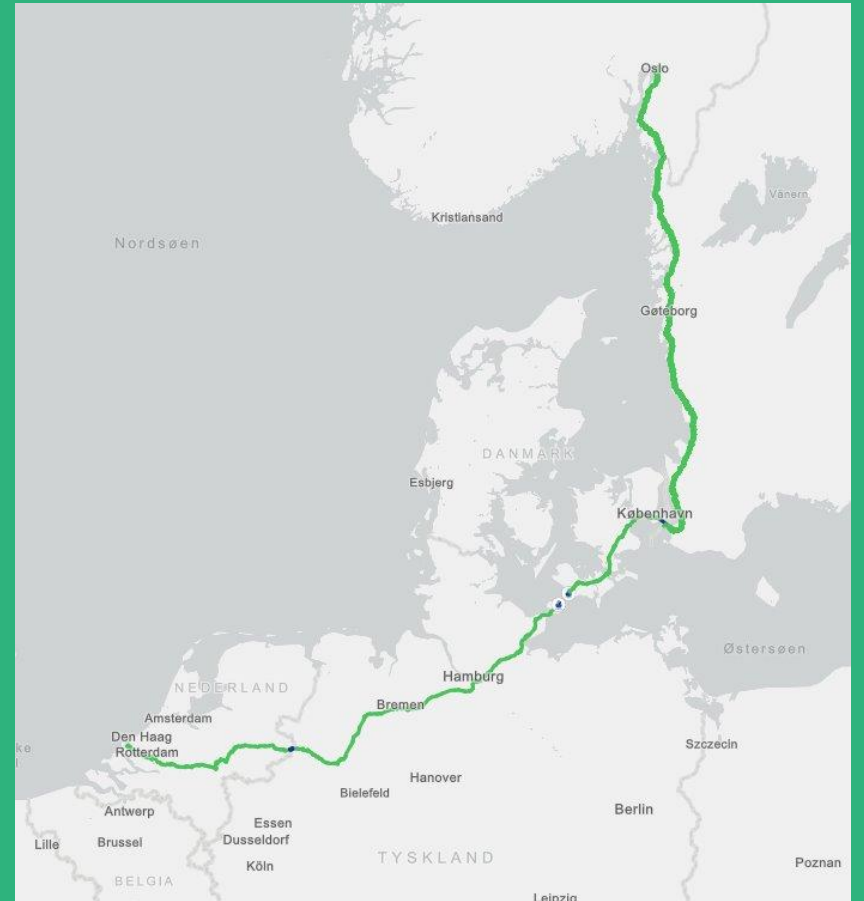 Oslo
Vänern
Kristiansand
Nordsøen
Gøteborg
DANMARK
Esbjerg
København
Østersøen
Hamburg
NEDERLAND
Bremen
Amsterdam
Den Haag
Rotterdam
Szczecin
Hanover
Bielefeld
Antwerp
Essen
Berlin
Lille
Brussel
Dusseldorf
Köln
TYSKLAND
Poznan
BELGIA
Leipzig